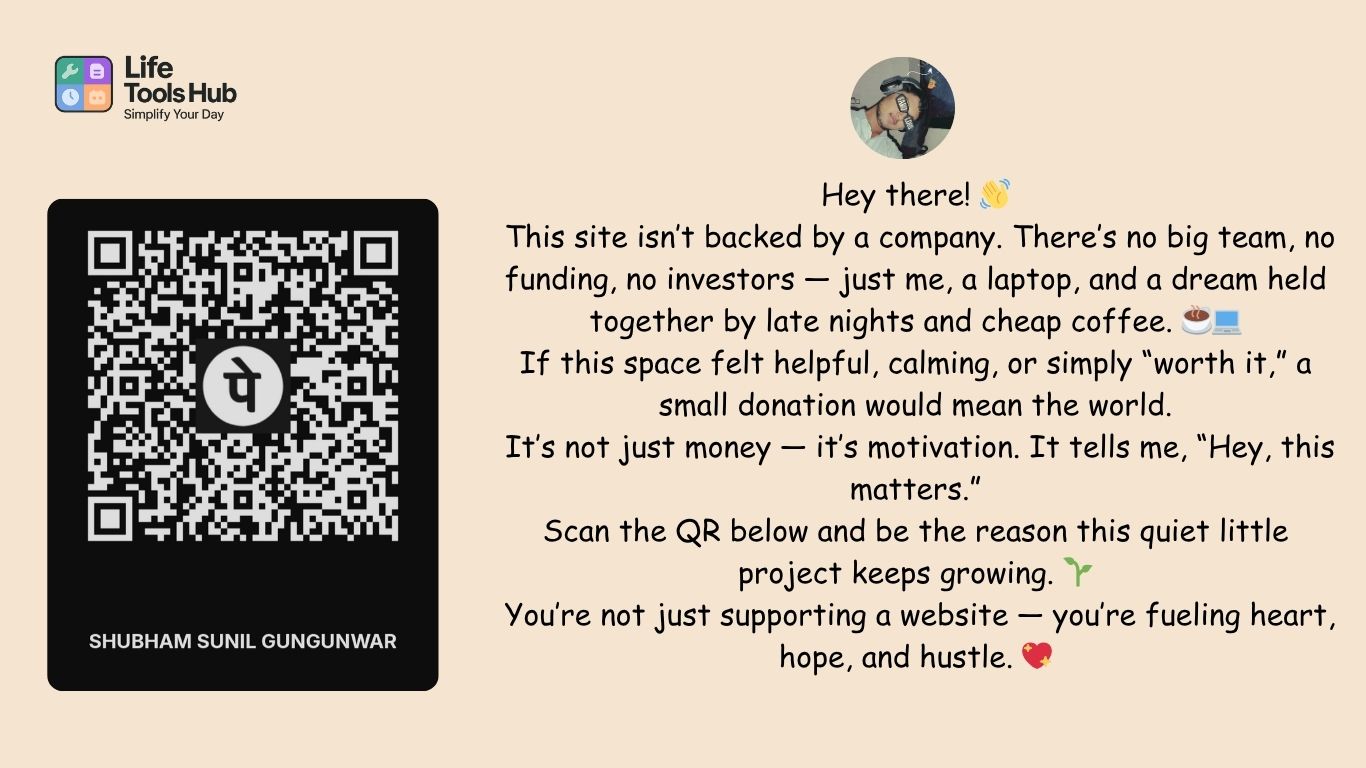 Life
Tools Hub
Simplify Your Day
पे
SHUBHAM SUNIL GUNGUNWAR
Hey there! 👋
This site isn’t backed by a company. There’s no big team, no
funding, no investors — just me, a laptop, and a dream held
together by late nights and cheap coffee. ☕💻
If this space felt helpful, calming, or simply “worth it,” a
small donation would mean the world.
It’s not just money — it’s motivation. It tells me, “Hey, this
matters.”
Scan the QR below and be the reason this quiet little
project keeps growing. 🌱
You’re not just supporting a website — you’re fueling heart,
hope, and hustle. 💖